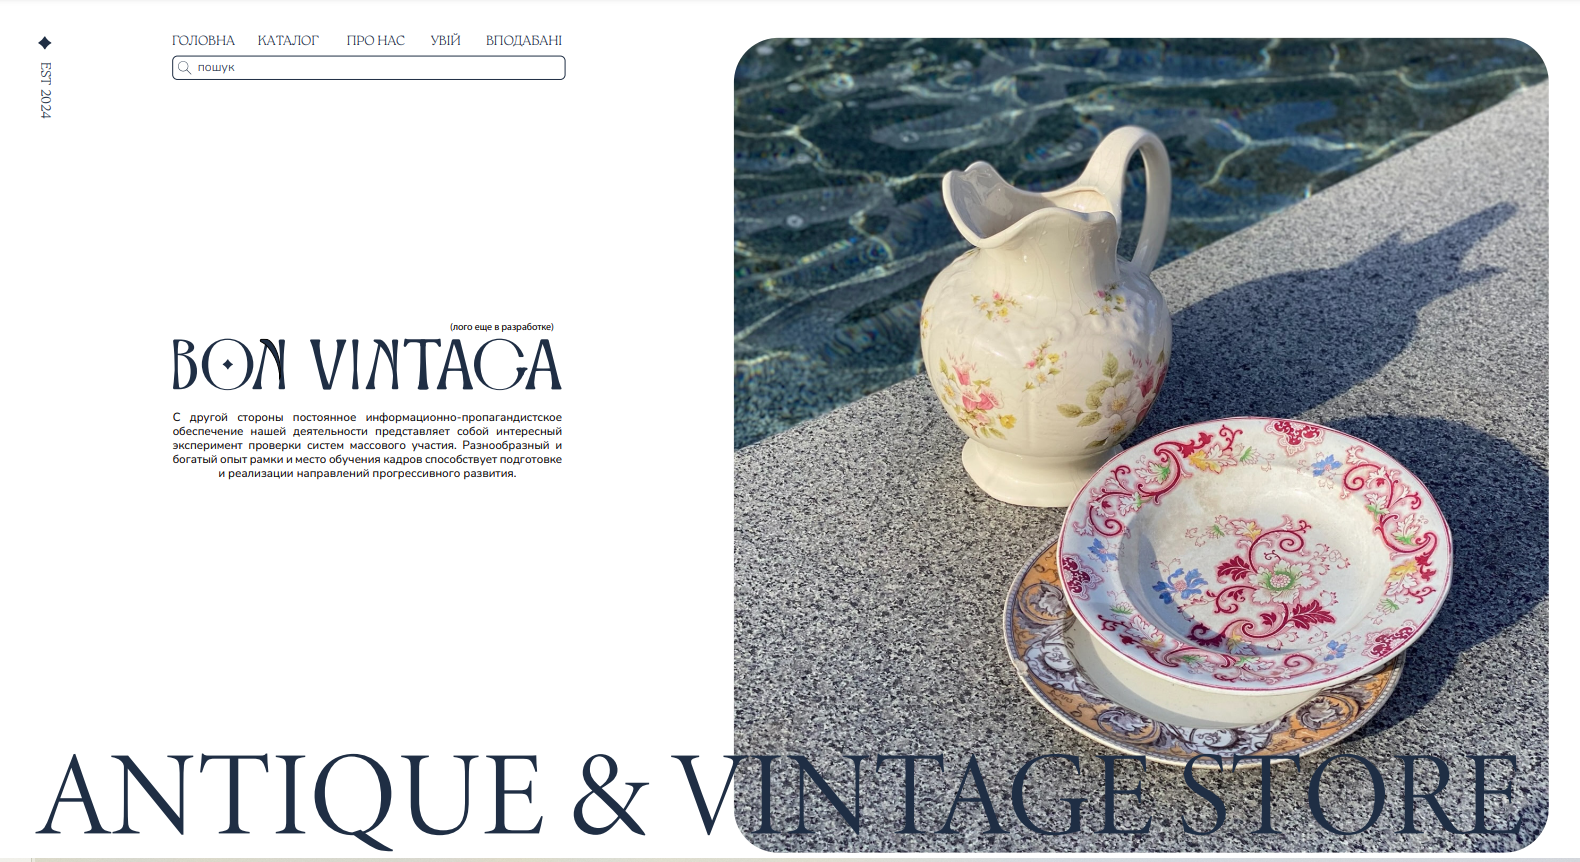 ГОЛОВНА КАТАЛОГ ПРО НАС УВІЙ ВПОДАБАНІ
пошук
EST 2024
(лого еще в разработке)
BON VINTAGA
С другой стороны постоянное информационно-пропагандистское
обеспечение нашей деятельности представляет собой интересный
эксперимент проверки систем массового участия. Разнообразный и
богатый опыт рамки и место обучения кадров способствует подготовке
и реализации направлений прогрессивного развития.
ANTIQUE & VINTAGE STORE